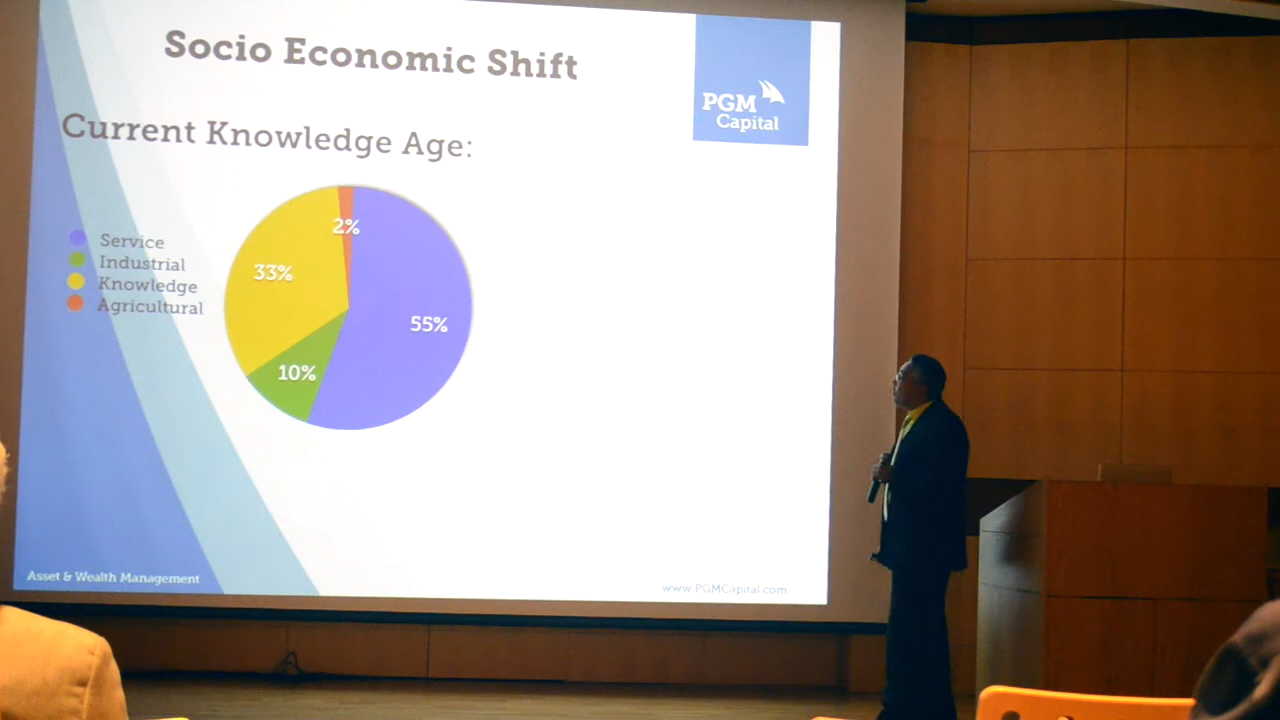 Socio Economic Shift
PGM
Capital
Current Knowledge Age:
Service
Industrial
Knowledge
Agricultural
2%
33%
55%
10%
Asset & Wealth Management
www.PGMCapital.com